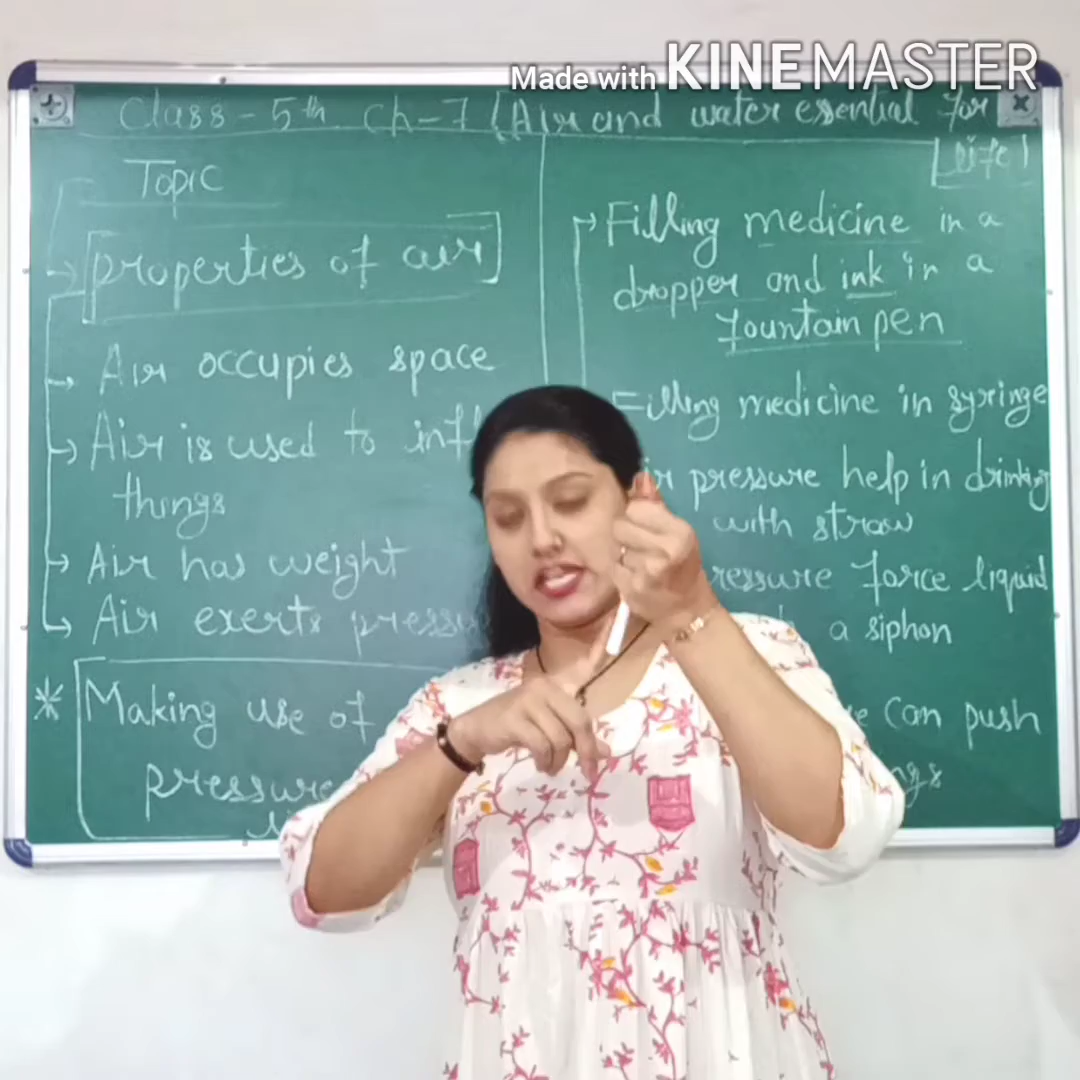 Made with KINEMASTER
Class - 5th Ch-7 (Air and water essential for
life)
Topic
properties of air
Air occupies space
Air is used to
things
Air has weight
Air exerts
Making use of
pressure
Filling medicine in a
dropper and ink in a
fountain pen
Filling medicine in syringe
pressure help in drinking
with straw
force liquid
a siphon
can push